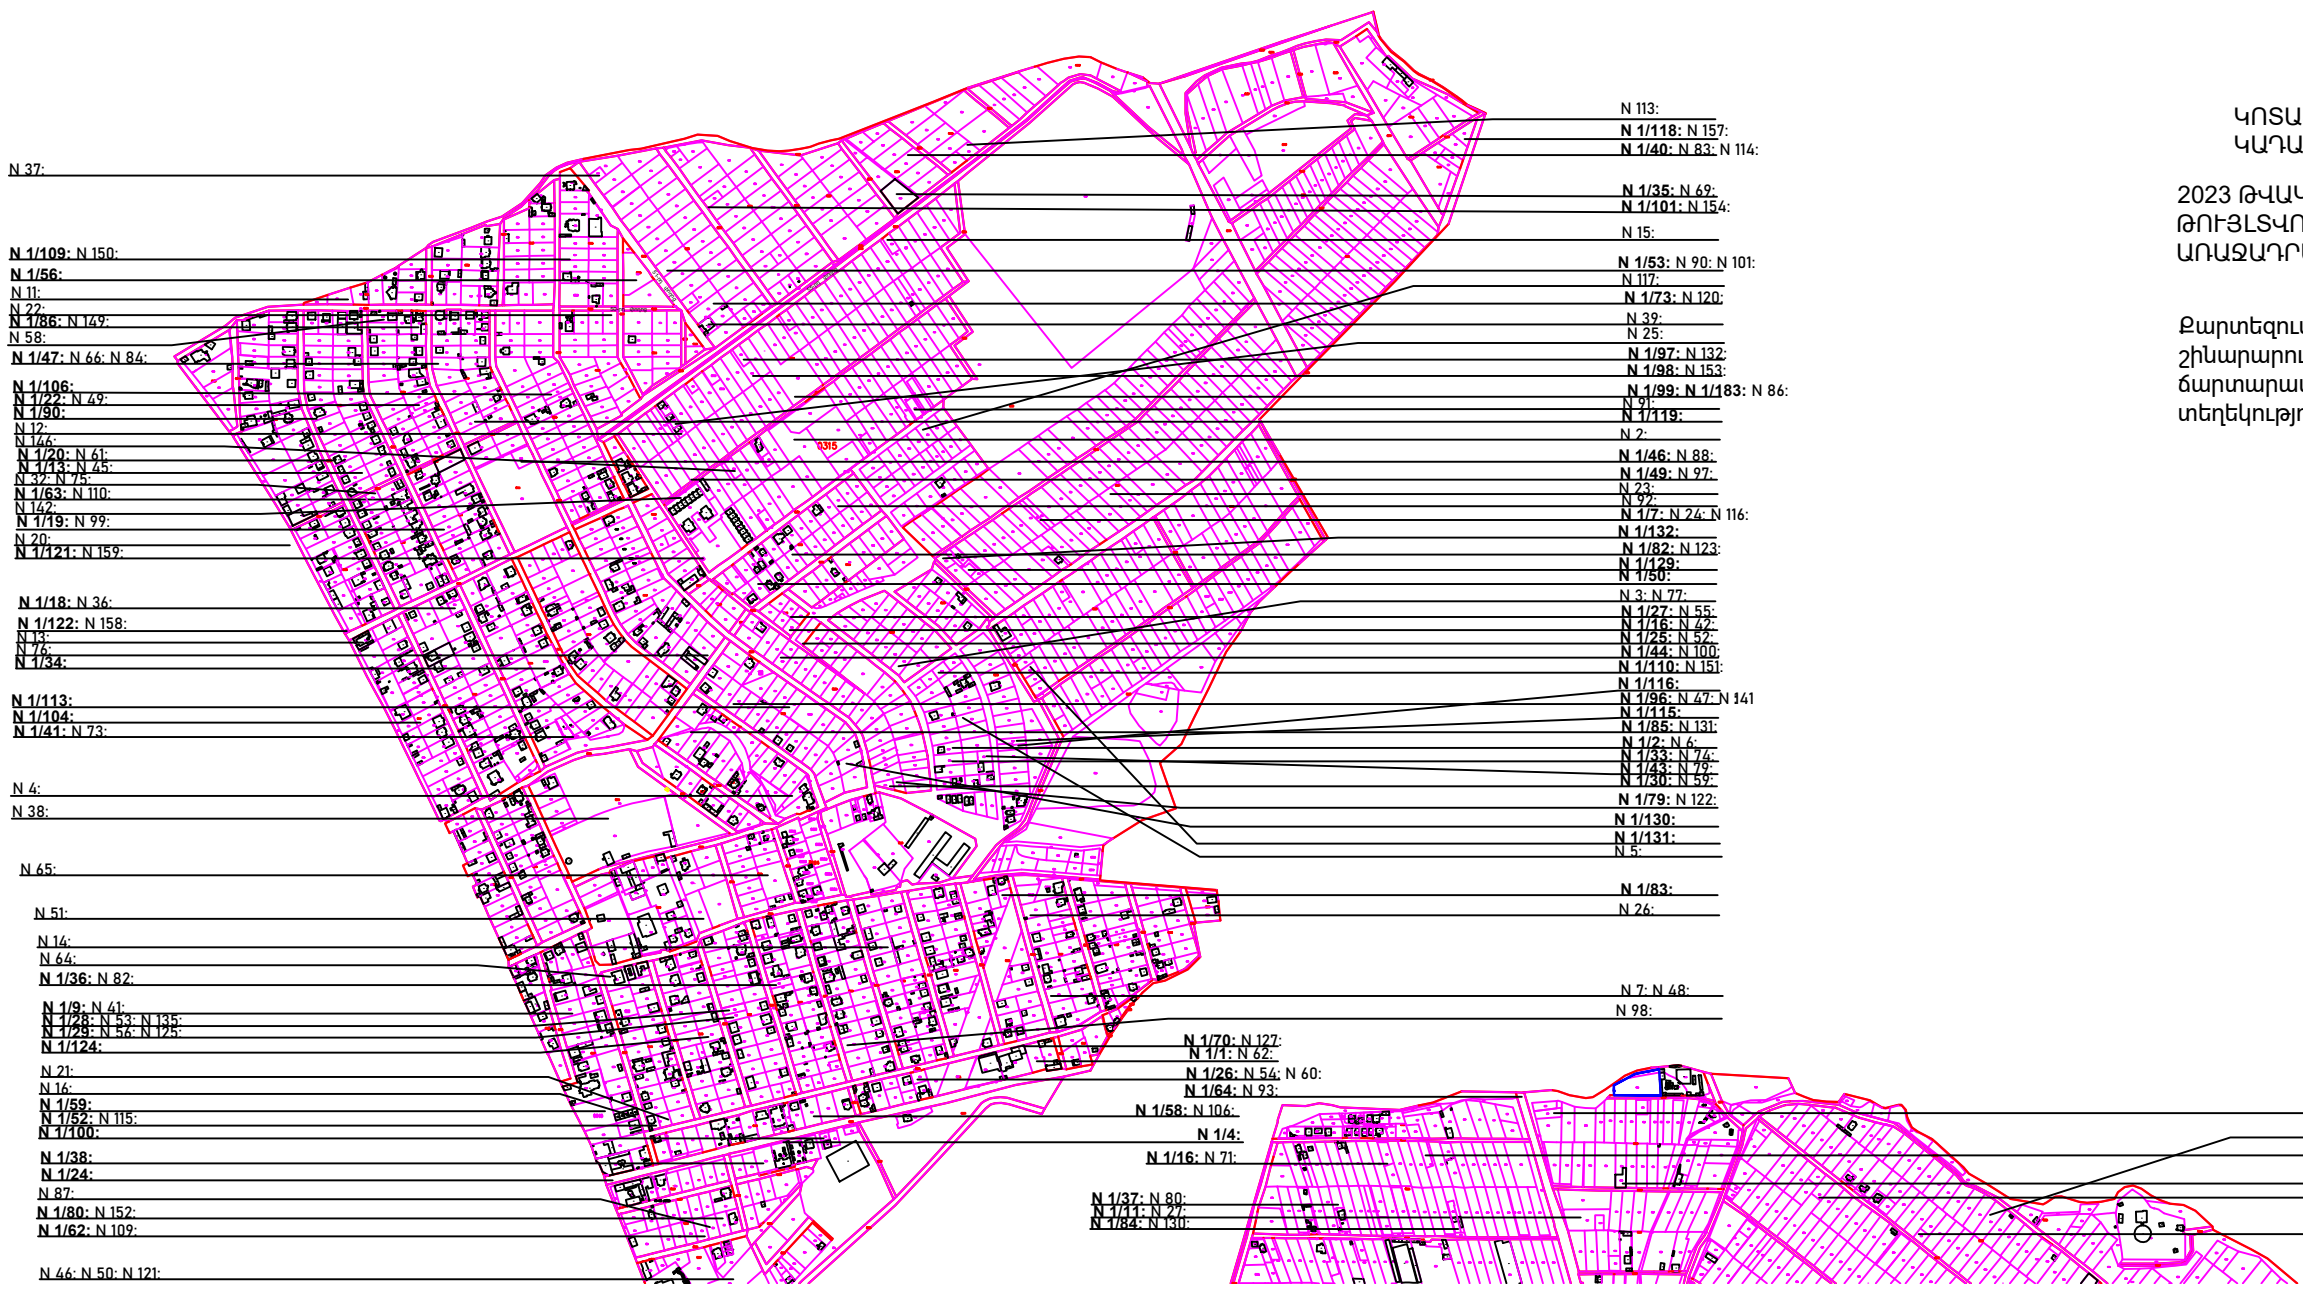 N 37:
N 1/109: N 150:
N 1/56:
N 11:
N 22:
N 1/86: N 149:
N 58:
N 1/47: N 66: N 84:
N 1/106:
N 1/22: N 49:
N 1/90:
N 12:
N 146:
N 1/20: N 61:
N 1/13: N 45:
N 32: N 75:
N 1/63: N 110:
N 142:
N 1/19: N 99:
N 20:
N 1/121: N 159:
N 1/18: N 36:
N 1/122: N 158:
N 13:
N 76:
N 1/34:
N 1/113:
N 1/104:
N 1/41: N 73:
N 4:
N 38:
N 65:
N 51:
N 14:
N 64:
N 1/36: N 82:
N 1/9: N 41:
N 1/28: N 53: N 135:
N 1/29: N 56: N 125:
N 1/124:
N 21:
N 16:
N 1/59:
N 1/52: N 115:
N 1/100:
N 1/38:
N 1/24:
N 87:
N 1/80: N 152:
N 1/62: N 109:
N 46: N 50: N 121:
0315
N 113:
N 1/118: N 157:
N 1/40: N 83: N 114:
N 1/35: N 69:
N 1/101: N 154:
N 15:
N 1/53: N 90: N 101:
N 117:
N 1/73: N 120:
N 39:
N 25:
N 1/97: N 132:
N 1/98: N 153:
N 1/99: N 1/183: N 86:
N 91:
N 1/119:
N 2:
N 1/46: N 88:
N 1/49: N 97:
N 23:
N 92:
N 1/7: N 24: N 116:
N 1/132:
N 1/82: N 123:
N 1/129:
N 1/50:
N 3: N 77:
N 1/27: N 55:
N 1/16: N 42:
N 1/25: N 52:
N 1/44: N 100:
N 1/110: N 151:
N 1/116:
N 1/96: N 47: N
N 1/115:
N 1/85: N 131:
N 1/2: N 6:
N 1/33: N 74:
N 1/43: N 79:
N 1/30: N 59:
N 1/79: N 122:
N 1/130:
N 1/131:
N 5:
N 1/83:
N 26:
N 7: N 48:
N 98:
N 1/70: N 127:
N 1/1: N 62:
N 1/26: N 54: N 60:
N 1/64: N 93:
N 1/58: N 106:
N 1/4:
N 1/16: N 71:
N 1/37: N 80:
N 1/11: N 27:
N 1/84: N 130:
ԿՈՏԱ
ԿԱԴԱ
2023 ԹՎԱԿ
ԹՈՒՅԼՏՎՈ
ԱՌԱՋԱԴՐ
Քարտեզու
շինարարու
ճարտարա
տեղեկությ